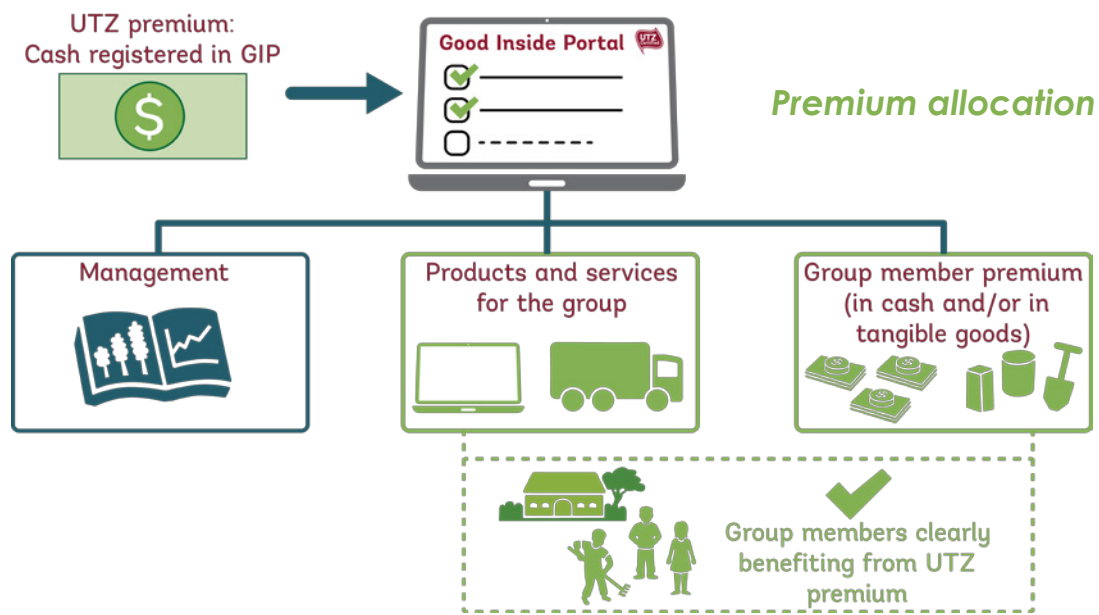 UTZ premium:
Cash registered in GIP
$
Good Inside Portal
UTZ
Premium allocation
Management
Products and services
for the group
Group member premium
(in cash and/or in
tangible goods)
$
$
$
Group members clearly
benefiting from UTZ
premium